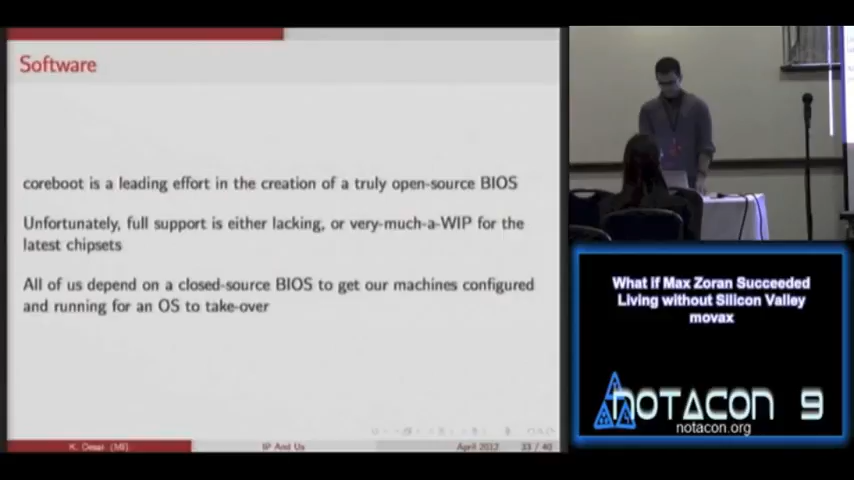 Software
coreboot is a leading effort in the creation of a truly open-source BIOS
Unfortunately, full support is either lacking, or very-much-a-WIP for the
latest chipsets
All of us depend on a closed-source BIOS to get our machines configured
and running for an OS to take-over
IP And Us
April 2012
33 / 40
What if Max Zoran Succeeded
Living without Silicon Valley
movax
NOTACON 9
notacon.org